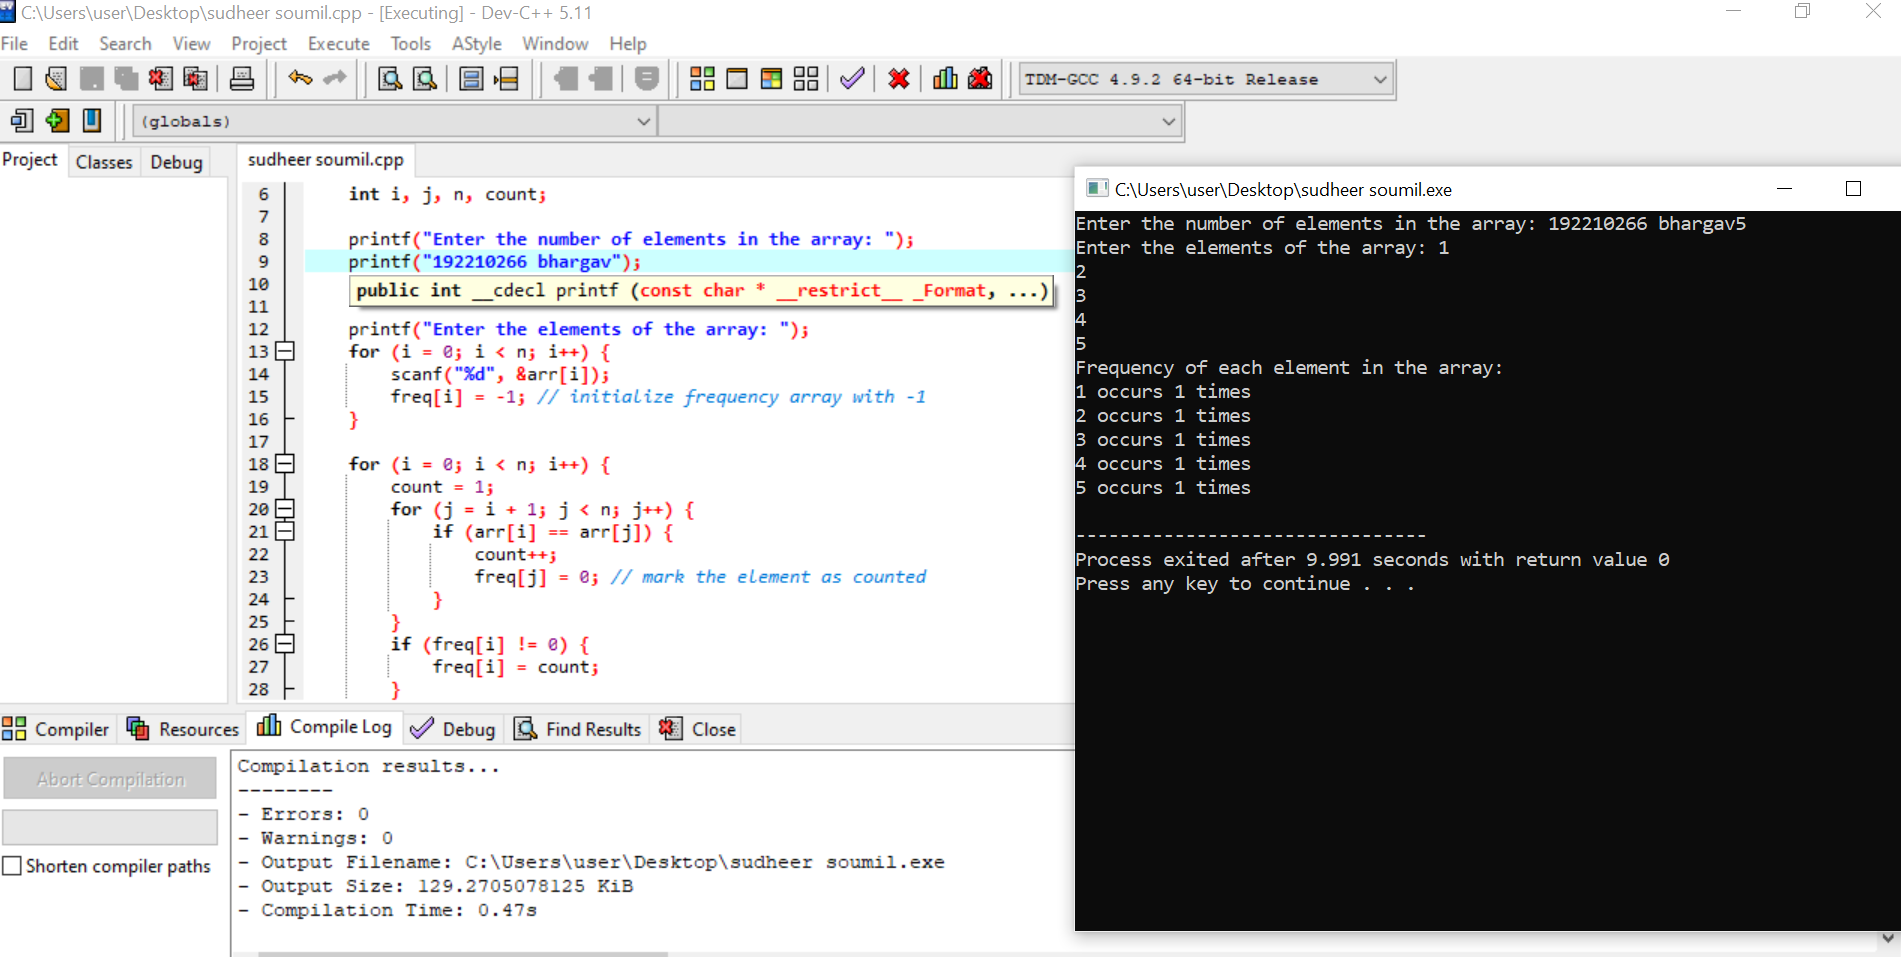 C:\Users\user\Desktop\sudheer soumil.cpp - [Executing] - Dev-C++ 5.11
File Edit Search View Project Execute Tools AStyle Window Help
TDM-GCC 4.9.2 64-bit Release
(globals)
Project Classes Debug
sudheer soumil.cpp
6 int i, j, n, count;
7
8 printf("Enter the number of elements in the array: ");
9 printf("192210266 bhargav");
10 public int __cdecl printf (const char * __restrict__ _Format, ...)
11
12 printf("Enter the elements of the array: ");
13 for (i = 0; i < n; i++) {
14 scanf("%d", &arr[i]);
15 freq[i] = -1; // initialize frequency array with -1
16 }
17
18 for (i = 0; i < n; i++) {
19 count = 1;
20 for (j = i + 1; j < n; j++) {
21 if (arr[i] == arr[j]) {
22 count++;
23 freq[j] = 0; // mark the element as counted
24 }
25 }
26 if (freq[i] != 0) {
27 freq[i] = count;
28 }
C:\Users\user\Desktop\sudheer soumil.exe
Enter the number of elements in the array: 192210266 bhargav5
Enter the elements of the array: 1
2
3
4
5
Frequency of each element in the array:
1 occurs 1 times
2 occurs 1 times
3 occurs 1 times
4 occurs 1 times
5 occurs 1 times
--------------------------------
Process exited after 9.991 seconds with return value 0
Press any key to continue . . .
Compiler Resources Compile Log Debug Find Results Close
Abort Compilation
Shorten compiler paths
Compilation results...
--------
- Errors: 0
- Warnings: 0
- Output Filename: C:\Users\user\Desktop\sudheer soumil.exe
- Output Size: 129.2705078125 KiB
- Compilation Time: 0.47s